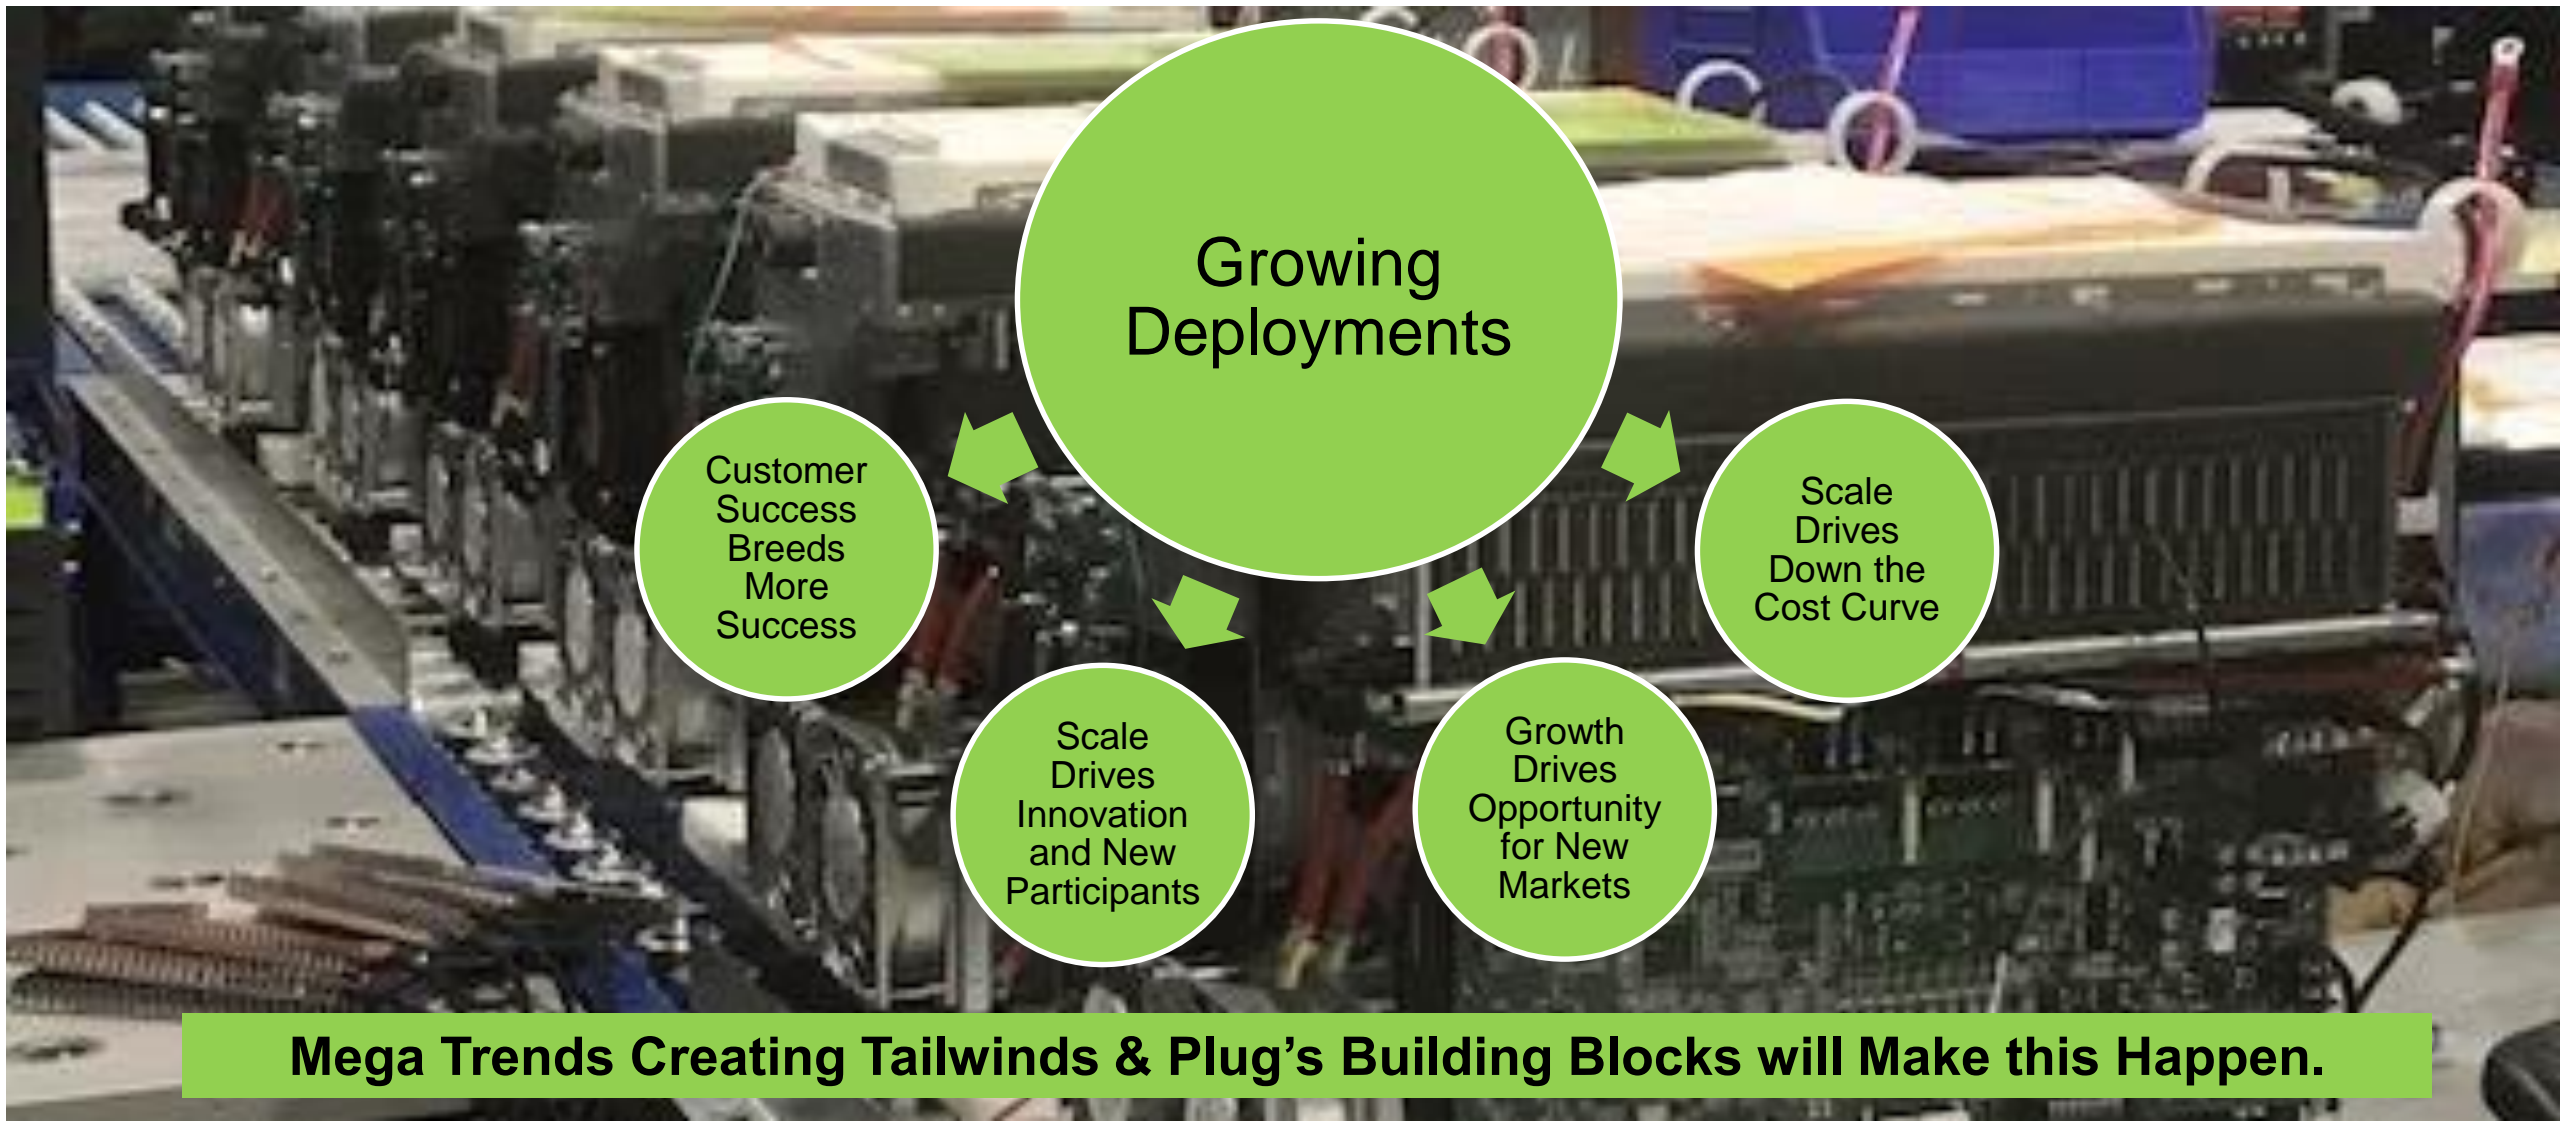 Growing
Deployments
Customer
Success
Breeds
More
Success
Scale
Drives
Innovation
and New
Participants
Growth
Drives
Opportunity
for New
Markets
Scale
Drives
Down the
Cost Curve
Mega Trends Creating Tailwinds & Plug’s Building Blocks will Make this Happen.